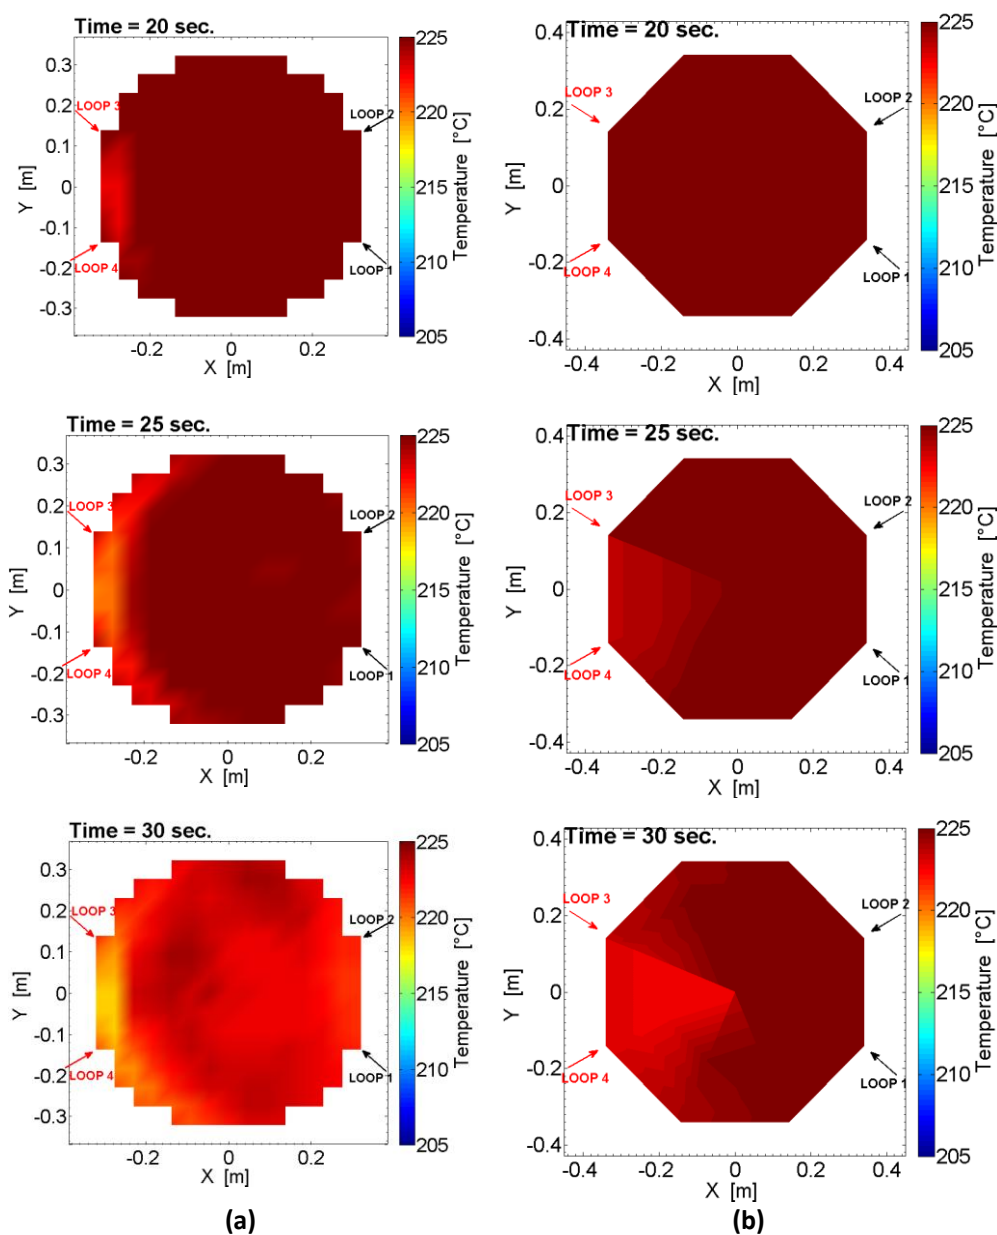 Time = 20 sec.
0.3
0.2
0.1
0
-0.1
-0.2
-0.3
Y [m]
-0.2
0
0.2
X [m]
LOOP 3
LOOP 2
LOOP 4
LOOP 1
225
220
215
210
205
Temperature [°C]
Time = 20 sec.
0.4
0.2
0
-0.2
-0.4
Y [m]
-0.4
-0.2
0
0.2
0.4
X [m]
LOOP 3
LOOP 2
LOOP 4
LOOP 1
225
220
215
210
205
Temperature [°C]
Time = 25 sec.
0.3
0.2
0.1
0
-0.1
-0.2
-0.3
Y [m]
-0.2
0
0.2
X [m]
LOOP 3
LOOP 2
LOOP 4
LOOP 1
225
220
215
210
205
Temperature [°C]
Time = 25 sec.
0.4
0.2
0
-0.2
-0.4
Y [m]
-0.4
-0.2
0
0.2
0.4
X [m]
LOOP 3
LOOP 2
LOOP 4
LOOP 1
225
220
215
210
205
Temperature [°C]
Time = 30 sec.
0.3
0.2
0.1
0
-0.1
-0.2
-0.3
Y [m]
-0.2
0
0.2
X [m]
LOOP 3
LOOP 2
LOOP 4
LOOP 1
225
220
215
210
205
Temperature [°C]
Time = 30 sec.
0.4
0.2
0
-0.2
-0.4
Y [m]
-0.4
-0.2
0
0.2
0.4
X [m]
LOOP 3
LOOP 2
LOOP 4
LOOP 1
225
220
215
210
205
Temperature [°C]
(a)
(b)